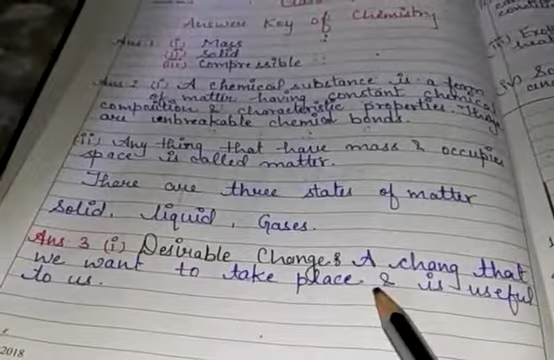 Answer Key of Chemistry
Ans. 1 (i) Mass
(ii) Solid
(iii) Compressible
Ans. 2 (i) A chemical substance is a form
of matter having constant chemical
composition & characteristic properties. They
are unbreakable chemical bonds.
(ii) Any thing that have mass & occupies
space is called matter.
There are three states of matter
Solid, liquid, Gases.
Ans. 3 (i) Desirable Change: A chang that
we want to take place & is useful
to us.
2018